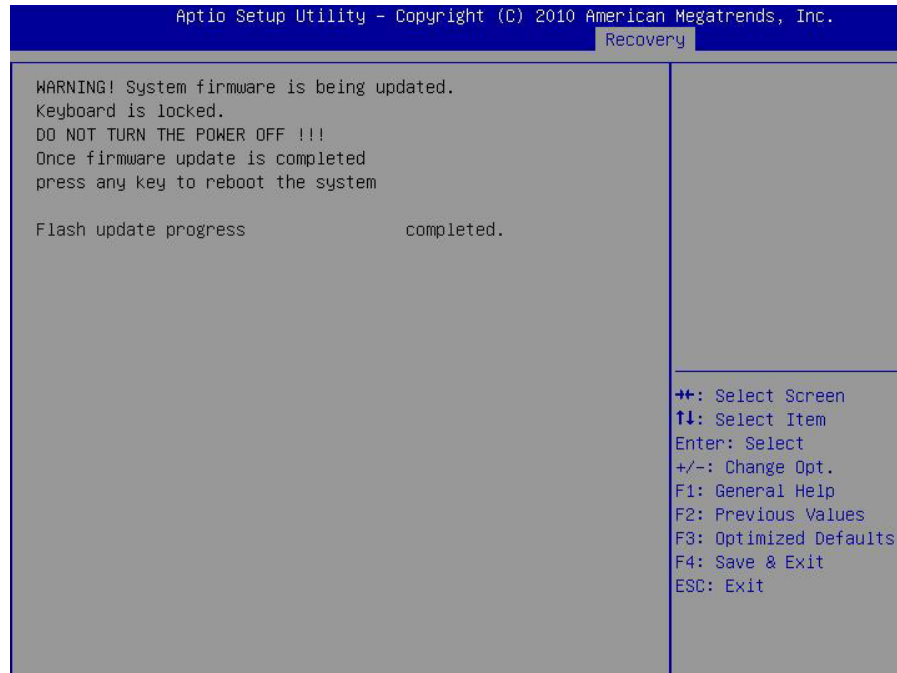 Aptio Setup Utility – Copyright (C) 2010 American Megatrends, Inc.
Recovery
WARNING! System firmware is being updated.
Keyboard is locked.
DO NOT TURN THE POWER OFF !!!
Once firmware update is completed
press any key to reboot the system
Flash update progress completed.
→←: Select Screen
↑↓: Select Item
Enter: Select
+/-: Change Opt.
F1: General Help
F2: Previous Values
F3: Optimized Defaults
F4: Save & Exit
ESC: Exit